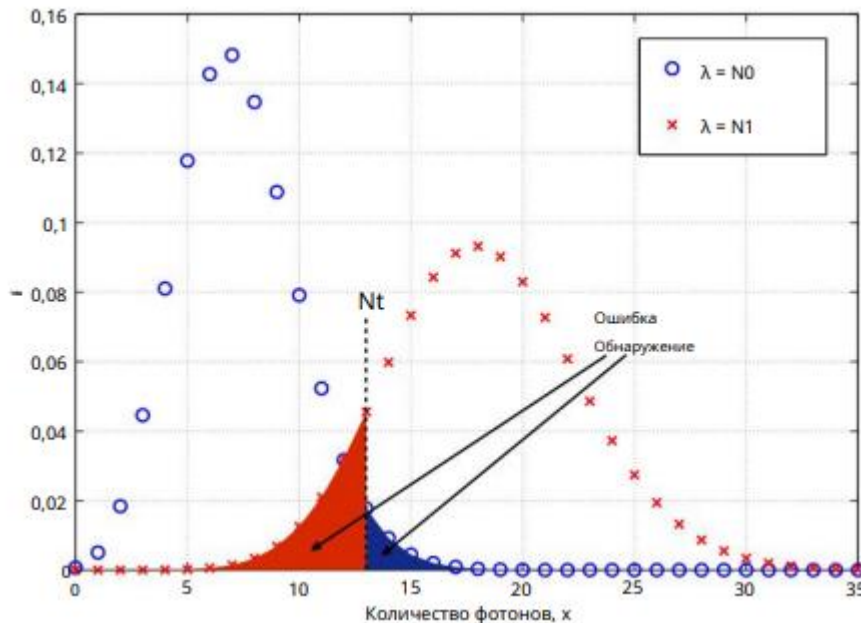 0,16
0,14
0,12
0,1
0,08
0,06
0,04
0,02
0
λ = N0
λ = N1
Nt
Ошибка
Обнаружение
0 5 10 15 20 25 30 35
Количество фотонов, x